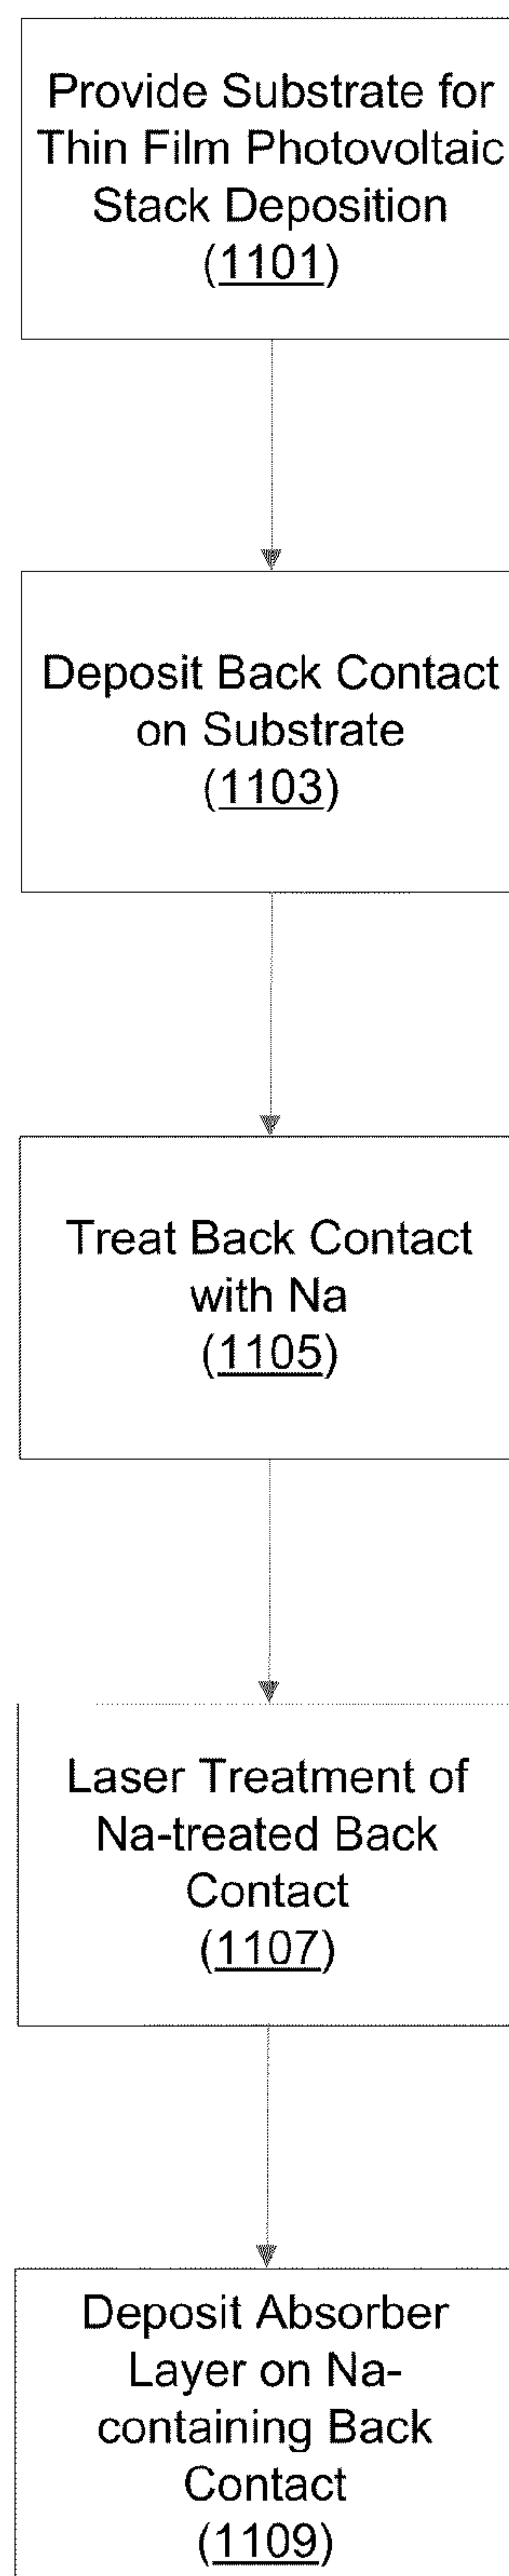 Provide Substrate for
Thin Film Photovoltaic
Stack Deposition
(1101)
Deposit Back Contact
on Substrate
(1103)
Treat Back Contact
with Na
(1105)
Laser Treatment of
Na-treated Back
Contact
(1107)
Deposit Absorber
Layer on Na-
containing Back
Contact
(1109)